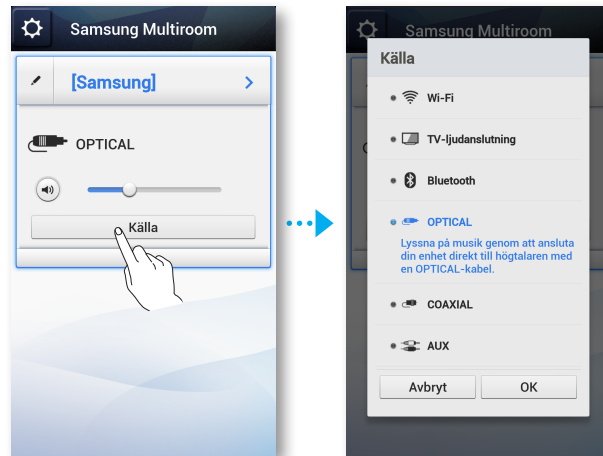 Samsung Multiroom
[Samsung]
OPTICAL
Källa
Samsung Multiroom
Källa
Wi-Fi
TV-ljudanslutning
Bluetooth
OPTICAL
Lyssna på musik genom att ansluta
din enhet direkt till högtalaren med
en OPTICAL-kabel.
COAXIAL
AUX
Avbryt
OK